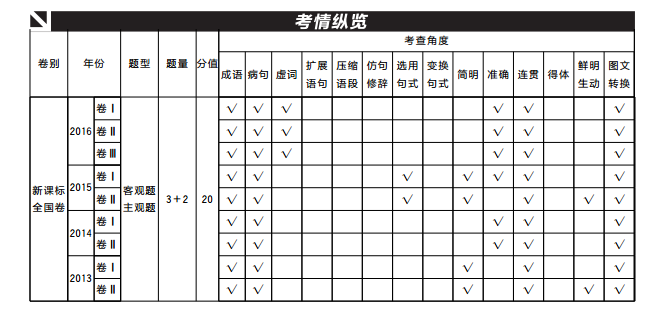 考情纵览
卷别 年份 题型 题量 分值 考查角度
成语 病句 虚词 扩展语句 压缩语段 仿句修辞 选用句式 变换句式 简明 准确 连贯 得体 鲜明生动 图文转换
新课标全国卷 2016 卷Ⅰ 客观题主观题 3+2 20 √ √ √ √ √ √
卷Ⅱ √ √ √ √ √ √
卷Ⅲ √ √ √ √ √ √
2015 卷Ⅰ √ √ √ √ √ √ √
卷Ⅱ √ √ √ √ √ √ √
2014 卷Ⅰ √ √ √ √ √
卷Ⅱ √ √ √ √ √
2013 卷Ⅰ √ √ √ √ √
卷Ⅱ √ √ √ √ √ √